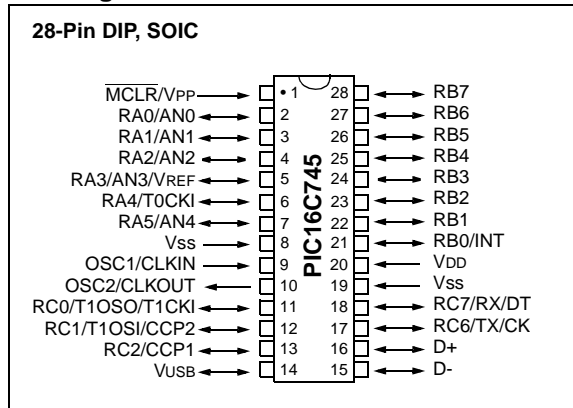 28-Pin DIP, SOIC
MCLR/VPP • 1 28 RB7
RA0/AN0 2 27 RB6
RA1/AN1 3 26 RB5
RA2/AN2 4 25 RB4
RA3/AN3/VREF 5 24 RB3
RA4/T0CKI 6 23 RB2
RA5/AN4 7 22 RB1
VSS 8 21 RB0/INT
OSC1/CLKIN 9 20 VDD
OSC2/CLKOUT 10 19 VSS
RC0/T1OSO/T1CKI 11 18 RC7/RX/DT
RC1/T1OSI/CCP2 12 17 RC6/TX/CK
RC2/CCP1 13 16 D+
VUSB 14 15 D-
PIC16C745